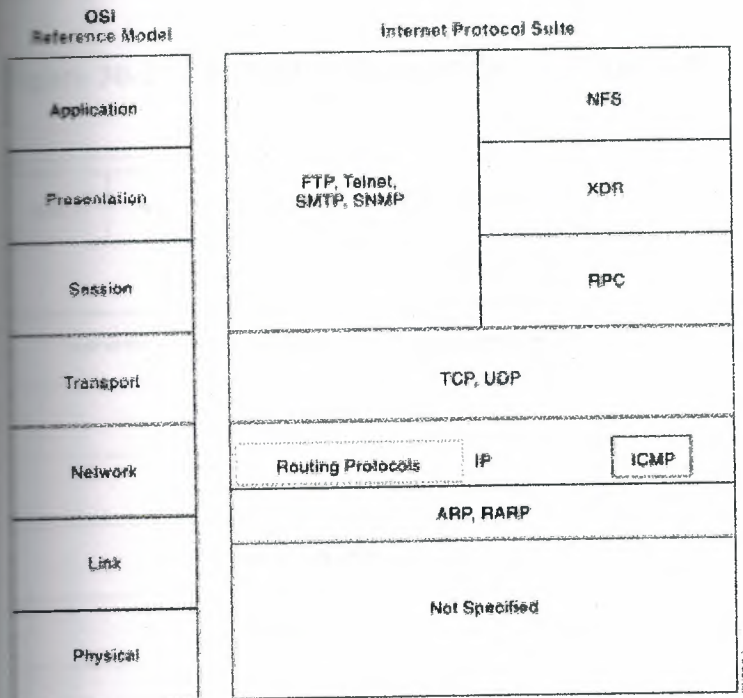 OSI
Reference Model
Internet Protocol Suite
Application
Presentation
Session
Transport
Network
Link
Physical
FTP, Telnet,
SMTP, SNMP
NFS
XDR
RPC
TCP, UDP
Routing Protocols
IP
ICMP
ARP, RARP
Not Specified